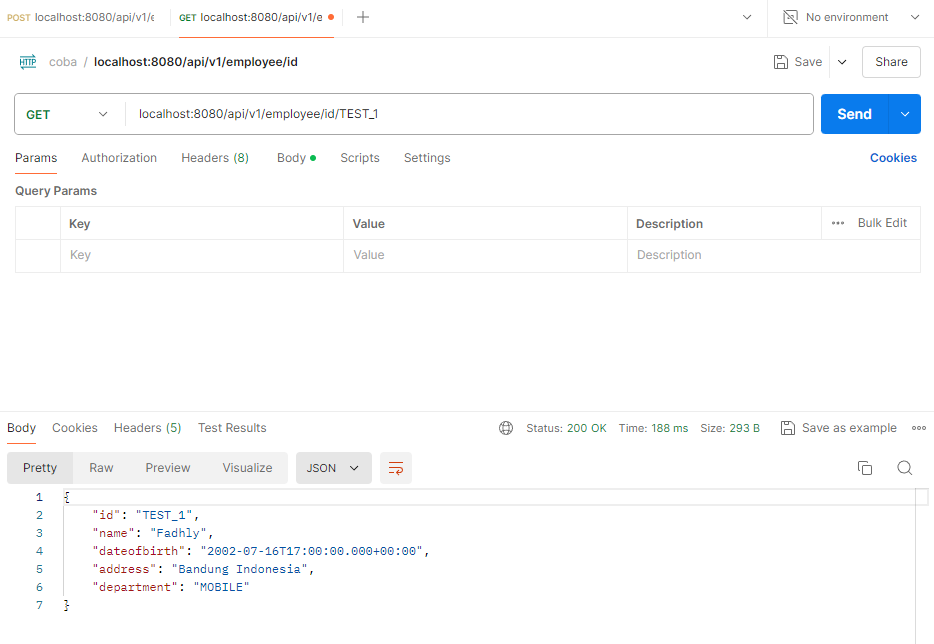 POST localhost:8080/api/v1/e
GET localhost:8080/api/v1/e
No environment
HTTP coba / localhost:8080/api/v1/employee/id
Save
Share
GET localhost:8080/api/v1/employee/id/TEST_1
Send
Params Authorization Headers (8) Body Scripts Settings Cookies
Query Params
Key Value Description Bulk Edit
Key Value Description
Body Cookies Headers (5) Test Results Status: 200 OK Time: 188 ms Size: 293 B Save as example
Pretty Raw Preview Visualize JSON
1 {
2 "id": "TEST_1",
3 "name": "Fadhly",
4 "dateofbirth": "2002-07-16T17:00:00.000+00:00",
5 "address": "Bandung Indonesia",
6 "department": "MOBILE"
7 }